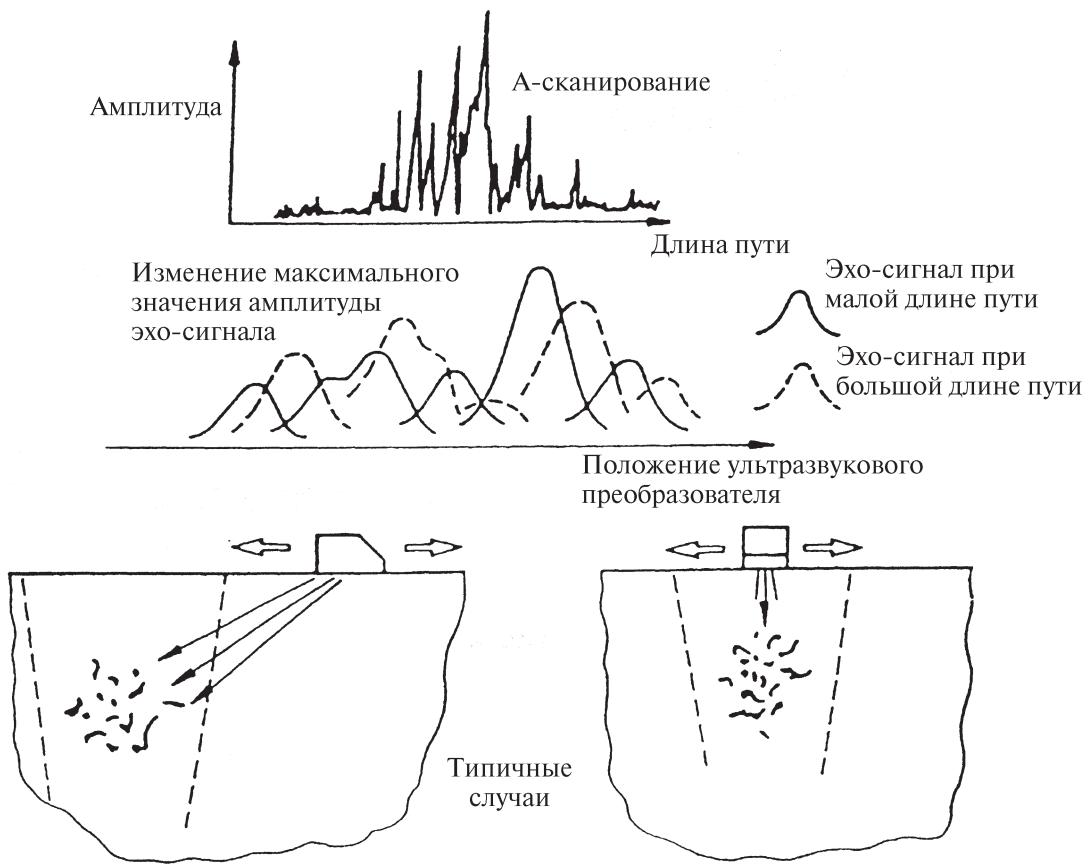 Амплитуда
А-сканирование
Длина пути
Изменение максимального
значения амплитуды
эхо-сигнала
Эхо-сигнал при
малой длине пути
Эхо-сигнал при
большой длине пути
Положение ультразвукового
преобразователя
Типичные
случаи